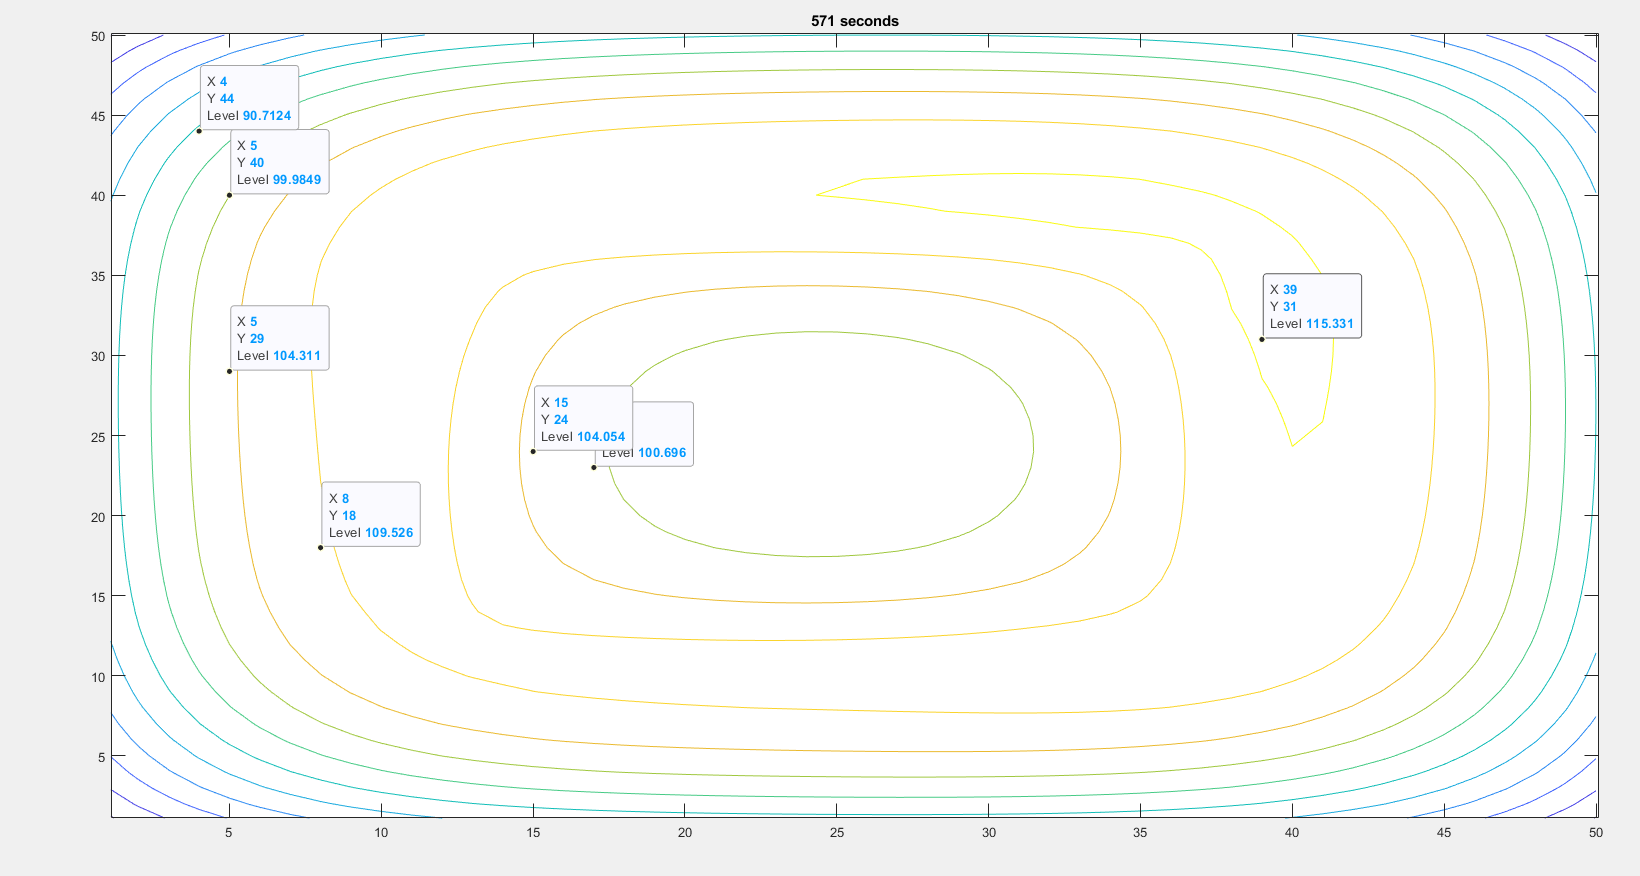 571 seconds
50
45
40
35
30
25
20
15
10
5
X 4
Y 44
Level 90.7124
X 5
Y 40
Level 99.9849
X 5
Y 29
Level 104.311
X 39
Y 31
Level 115.331
X 15
Y 24
Level 104.054
Level 100.696
X 8
Y 18
Level 109.526
5
10
15
20
25
30
35
40
45
50